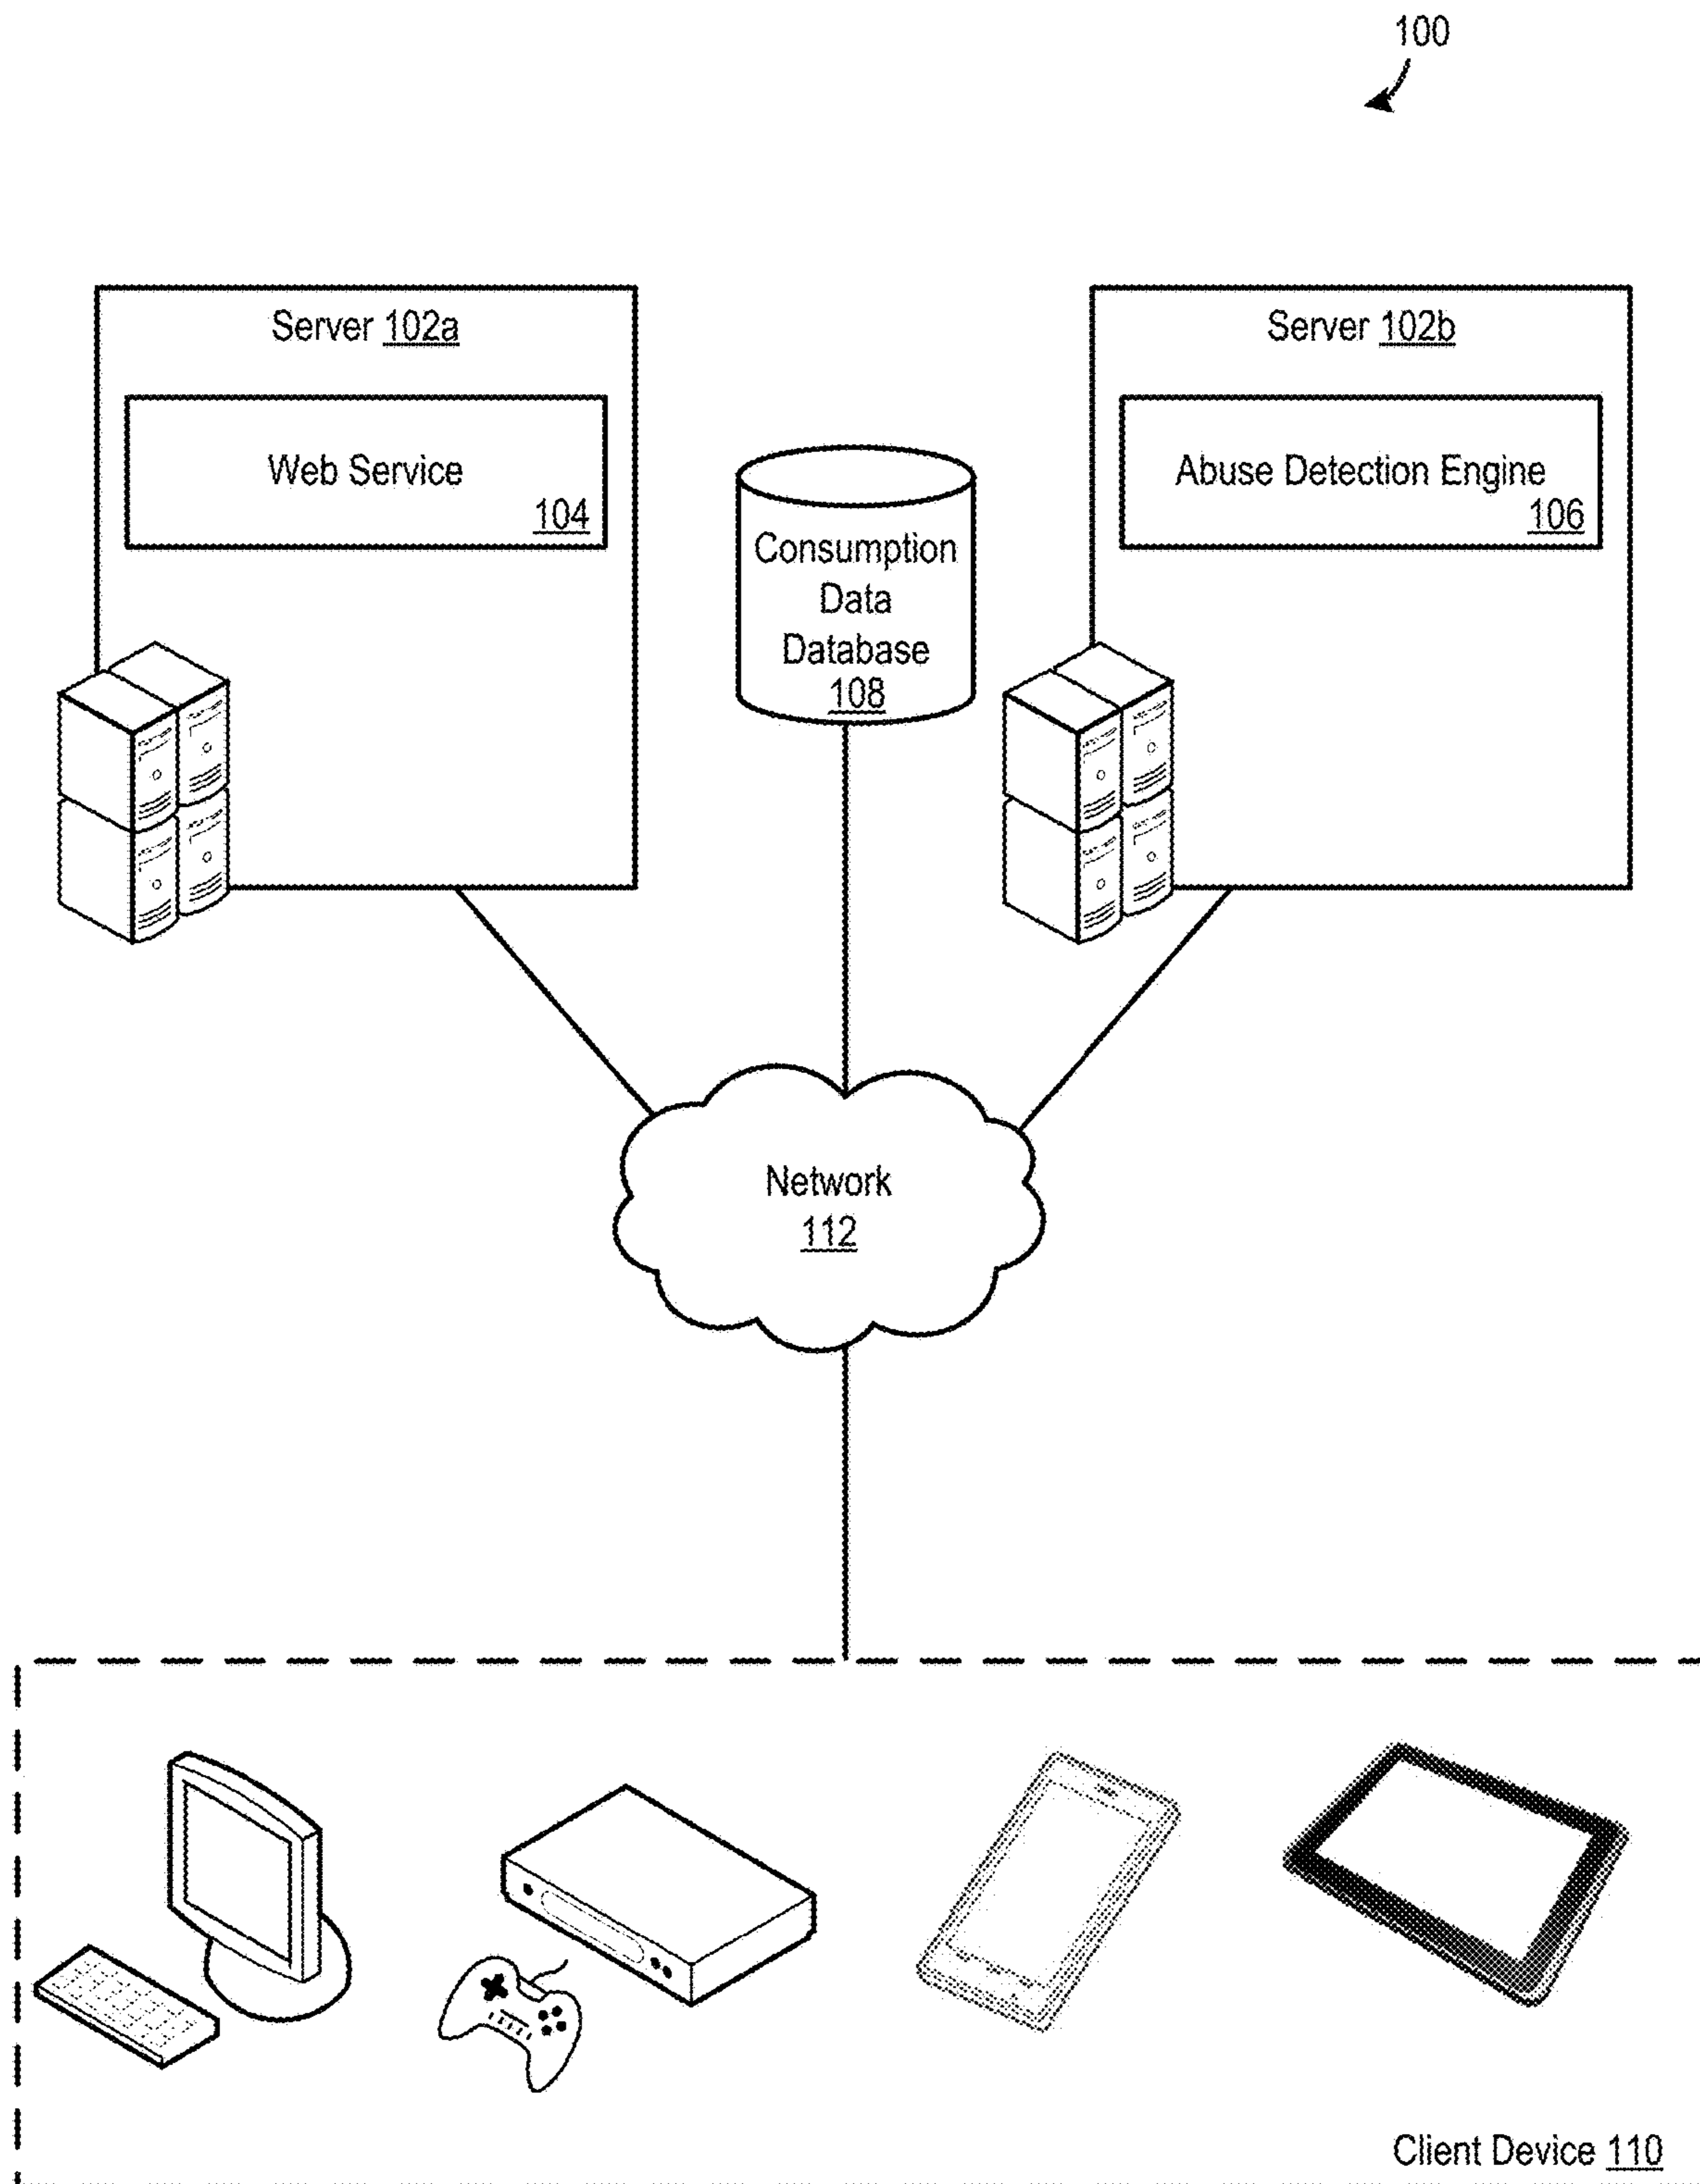 100
Server 102a
Web Service
104
Consumption
Data
Database
108
Server 102b
Abuse Detection Engine
106
Network
112
Client Device 110